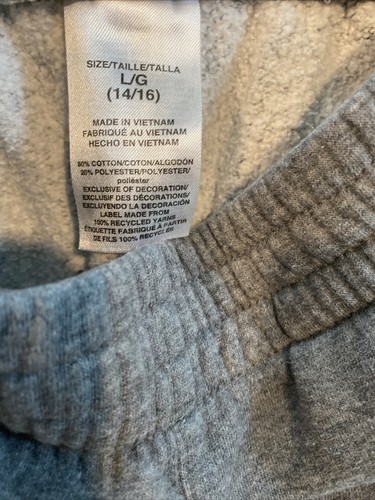 SIZE/TAILLE/TALLA
L/G
(14/16)
MADE IN VIETNAM
FABRIQUÉ AU VIETNAM
HECHO EN VIETNAM
80% COTTON/COTON/ALGODÓN
20% POLYESTER/POLYESTER/
poliéster
EXCLUSIVE OF DECORATION/
EXCLUSIF DES DÉCORATIONS/
EXCLUYENDO LA DECORACIÓN
LABEL MADE FROM
100% RECYCLED YARNS
ÉTIQUETTE FABRIQUÉE À PARTIR
DE FILS 100% RECYCLÉS